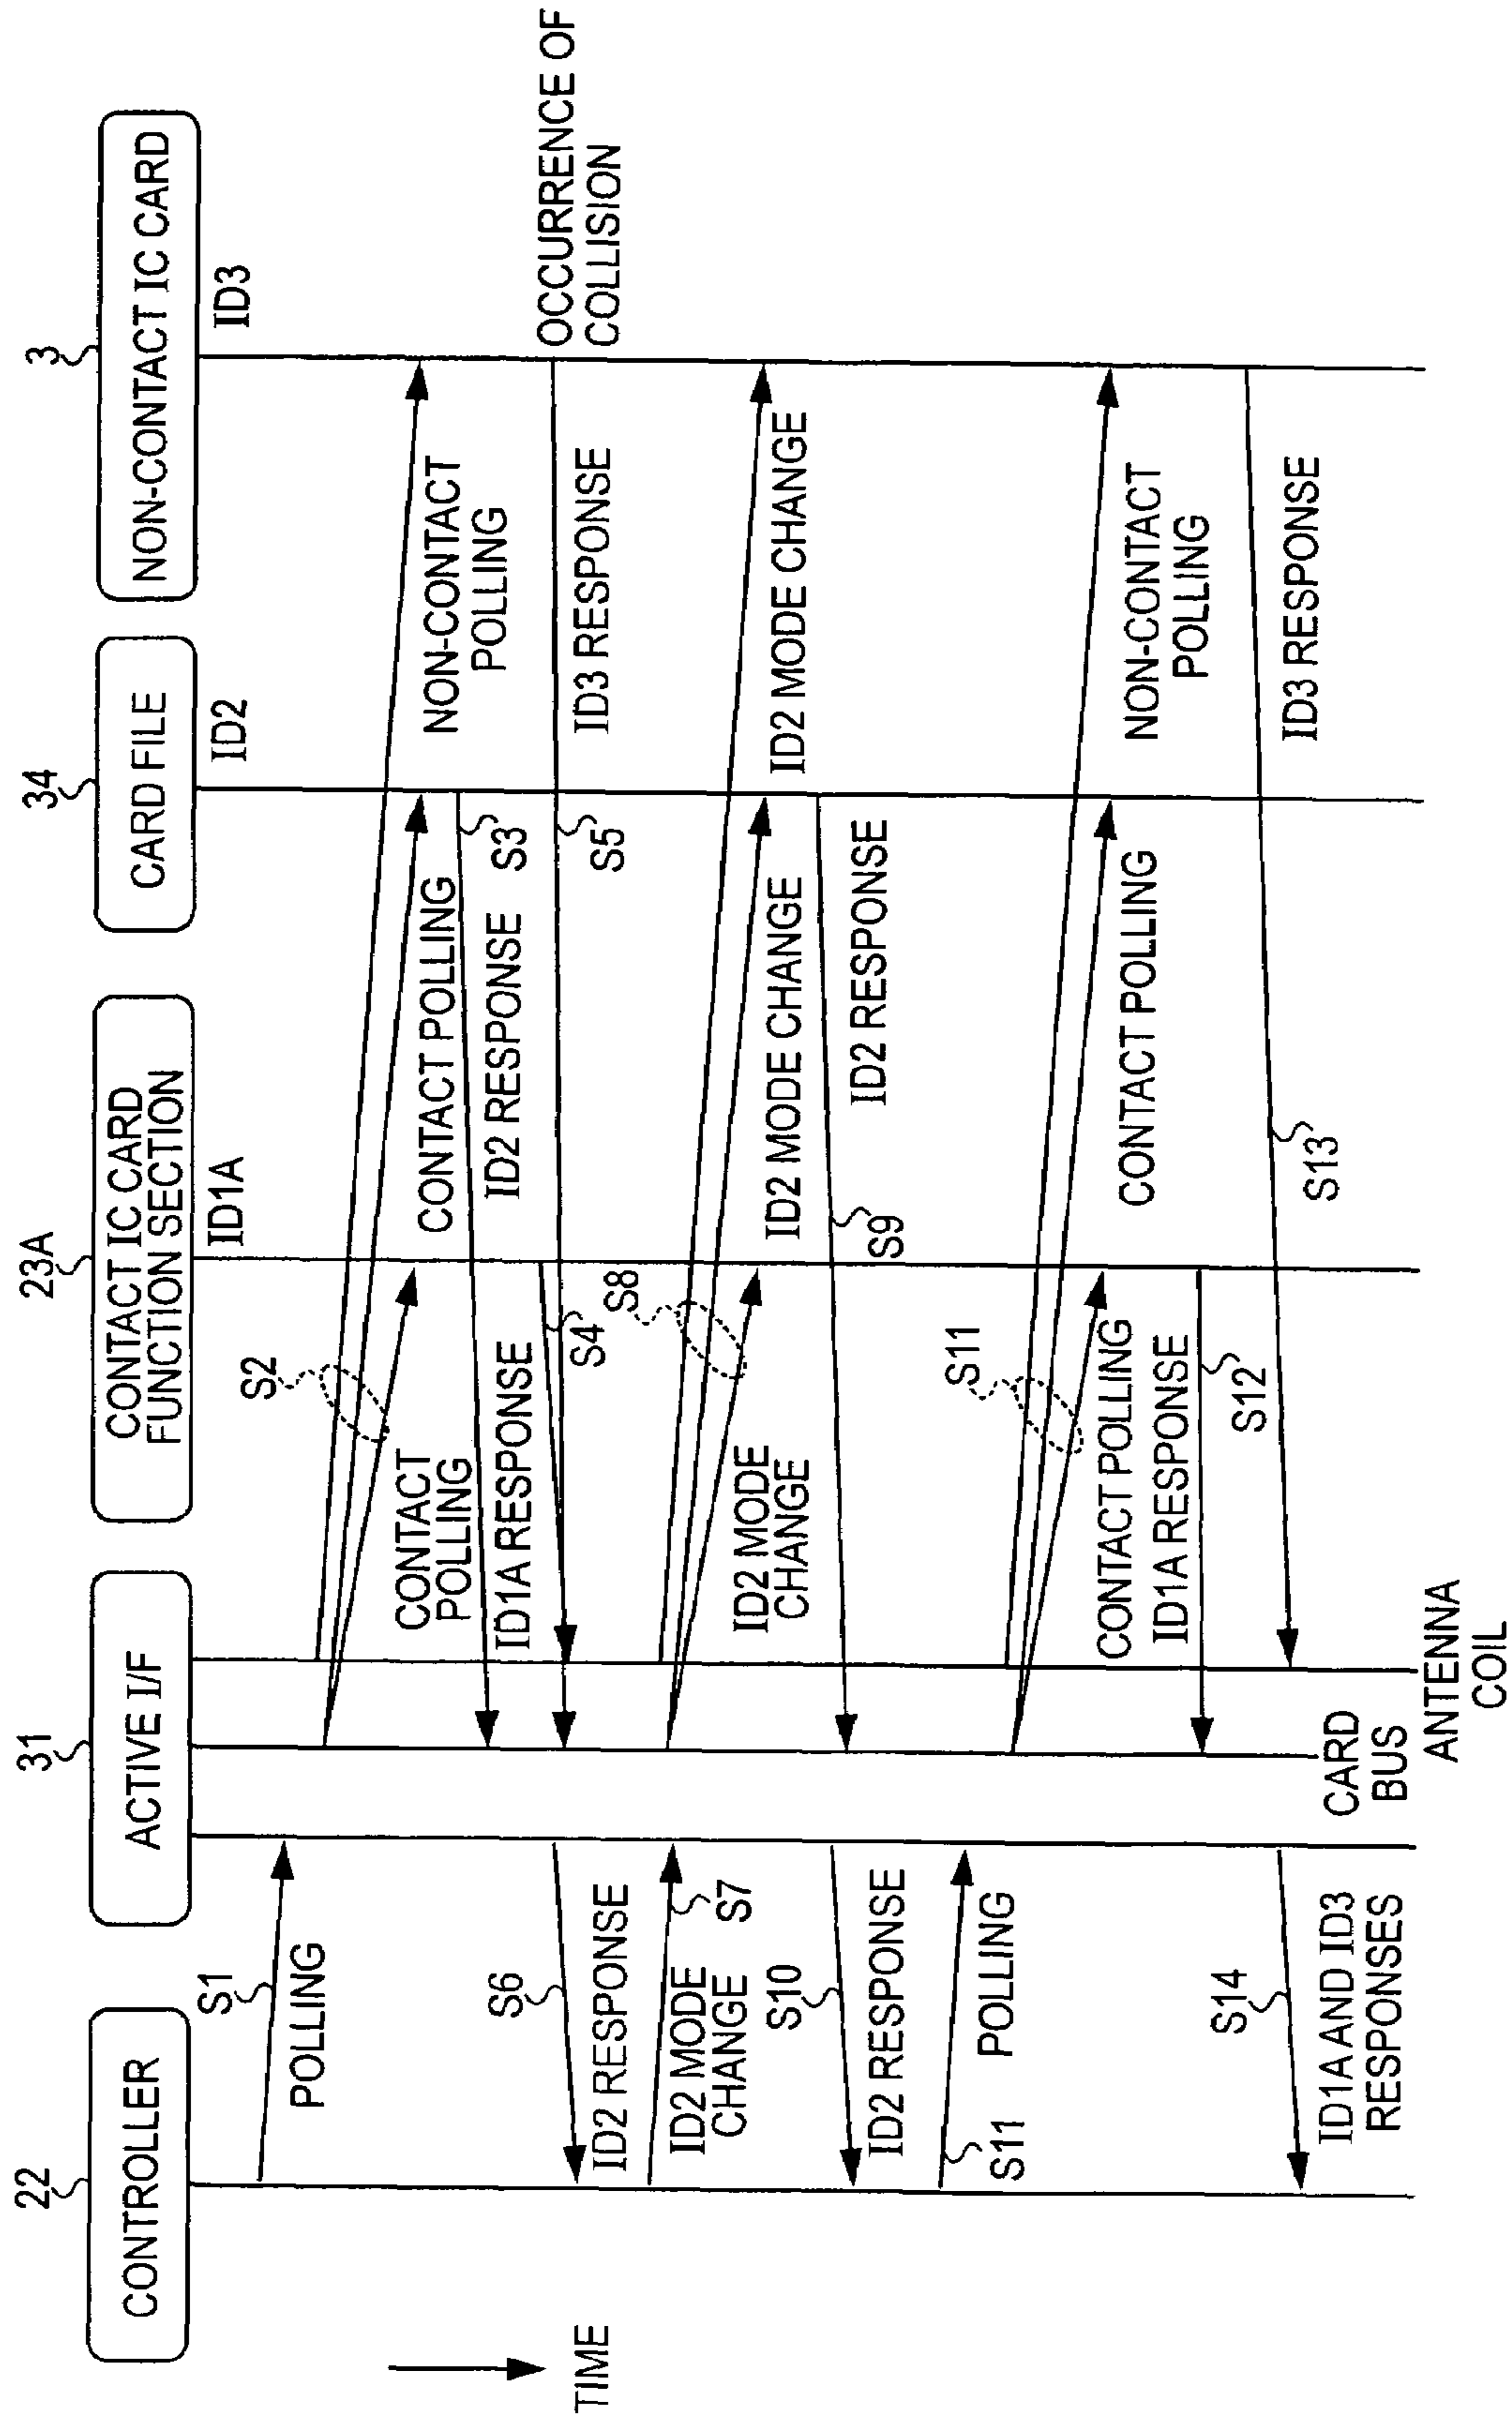 22
CONTROLLER
31
ACTIVE I/F
23A
CONTACT IC CARD
FUNCTION SECTION
ID1A
34
CARD FILE
ID2
3
NON-CONTACT IC CARD
ID3
TIME
S1
POLLING
S2
CONTACT
POLLING
CONTACT POLLING
NON-CONTACT
POLLING
S3
ID2 RESPONSE
ID1A RESPONSE
S4
S5
ID3 RESPONSE
OCCURRENCE OF
COLLISION
S6
ID2 RESPONSE
S7
ID2 MODE
CHANGE
S8
ID2 MODE
CHANGE
ID2 MODE CHANGE
ID2 MODE CHANGE
S9
ID2 RESPONSE
S10
ID2 RESPONSE
S11
POLLING
S11
CONTACT POLLING
CONTACT POLLING
NON-CONTACT
POLLING
ID1A RESPONSE
S12
S13
ID3 RESPONSE
S14
ID1A AND ID3
RESPONSES
CARD
BUS
ANTENNA
COIL